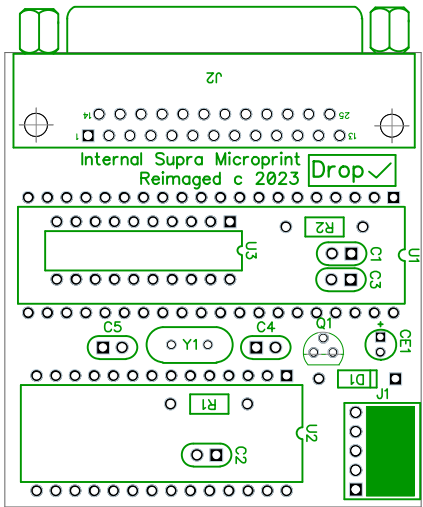 J2
14
25
1
13
Internal Supra Microprint
Reimaged c 2023
Drop ✓
R2
U3
C1
U1
C3
C5
Y1
C4
Q1
+
CE1
D1
J1
R1
U2
C2